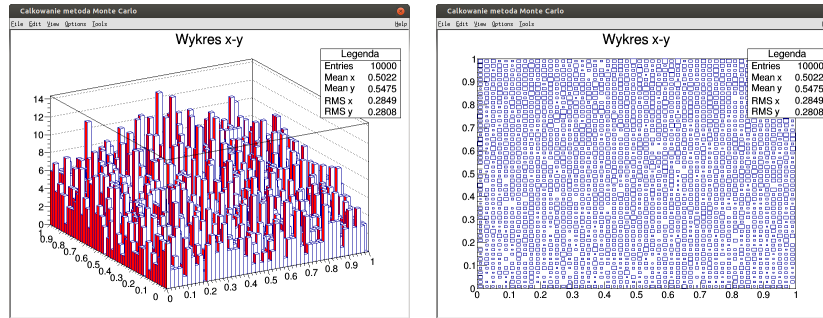 Calkowanie metoda Monte Carlo
File Edit View Options Tools Help
Wykres x-y
Legenda
Entries 10000
Mean x 0.5022
Mean y 0.5475
RMS x 0.2849
RMS y 0.2808
14
12
10
8
6
4
2
0
1
0.9
0.8
0.7
0.6
0.5
0.4
0.3
0.2
0.1
0
0 0.1 0.2 0.3 0.4 0.5 0.6 0.7 0.8 0.9 1
Calkowanie metoda Monte Carlo
File Edit View Options Tools
Wykres x-y
Legenda
Entries 10000
Mean x 0.5022
Mean y 0.5475
RMS x 0.2849
RMS y 0.2808
1
0.9
0.8
0.7
0.6
0.5
0.4
0.3
0.2
0.1
0
0 0.1 0.2 0.3 0.4 0.5 0.6 0.7 0.8 0.9 1